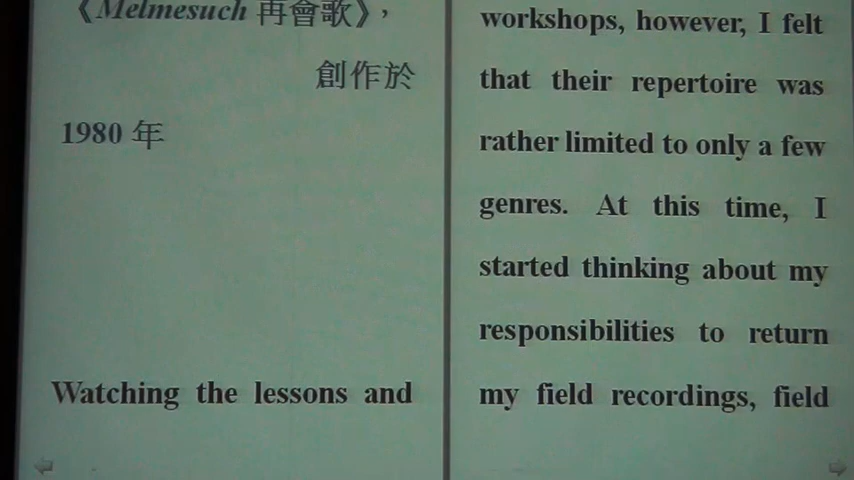 《Melmesuch 再會歌》，
創作於
1980 年
Watching the lessons and
workshops, however, I felt
that their repertoire was
rather limited to only a few
genres. At this time, I
started thinking about my
responsibilities to return
my field recordings, field